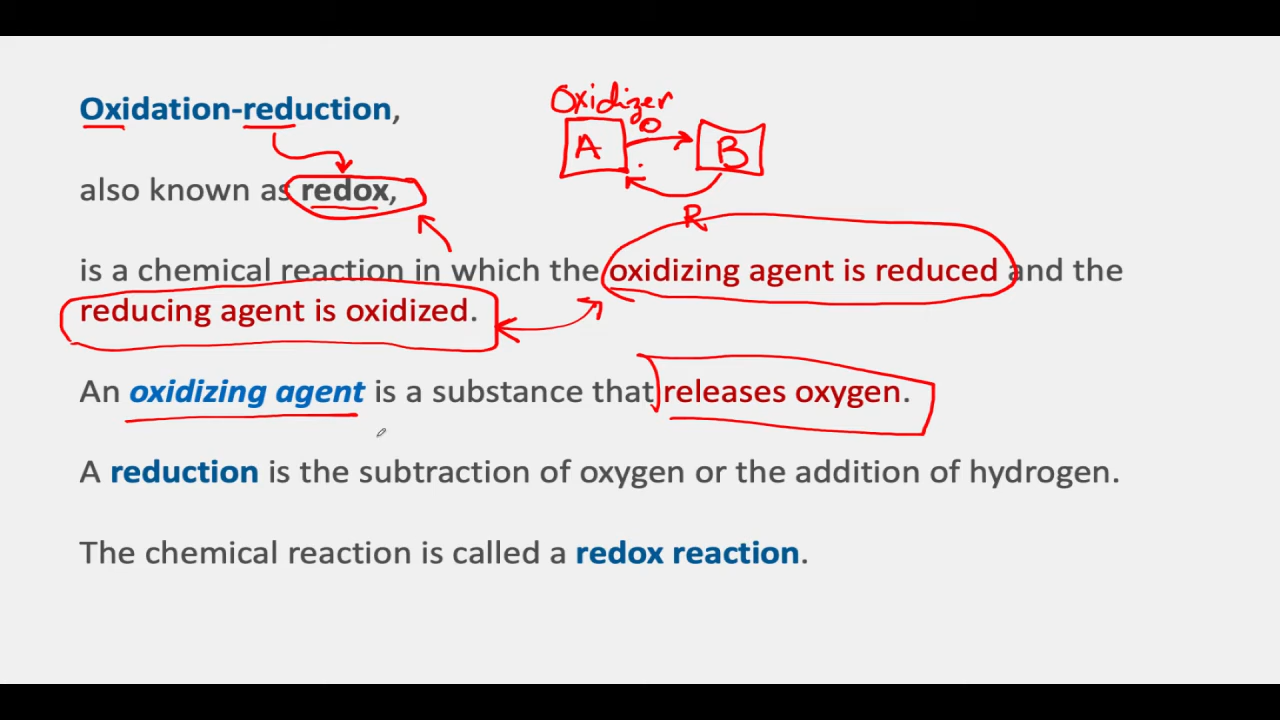 Oxidation-reduction,
Oxidizer
A
O
B
also known as redox,
R
is a chemical reaction in which the oxidizing agent is reduced and the
reducing agent is oxidized.
An oxidizing agent is a substance that releases oxygen.
A reduction is the subtraction of oxygen or the addition of hydrogen.
The chemical reaction is called a redox reaction.